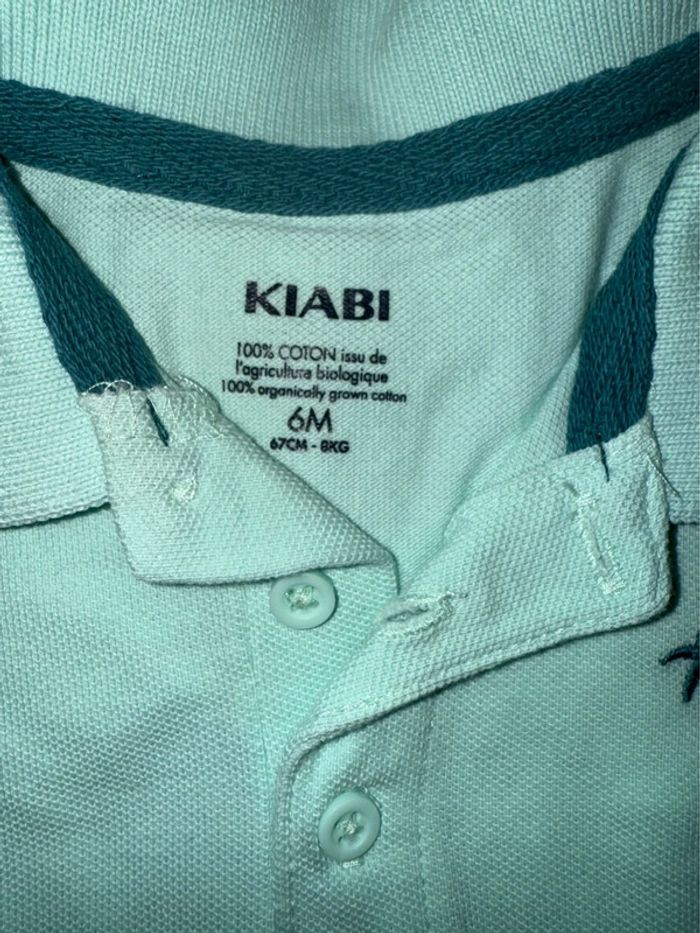 KIABI
100% COTON issu de
l'agriculture biologique
100% organically grown cotton
6M
67CM - 8KG